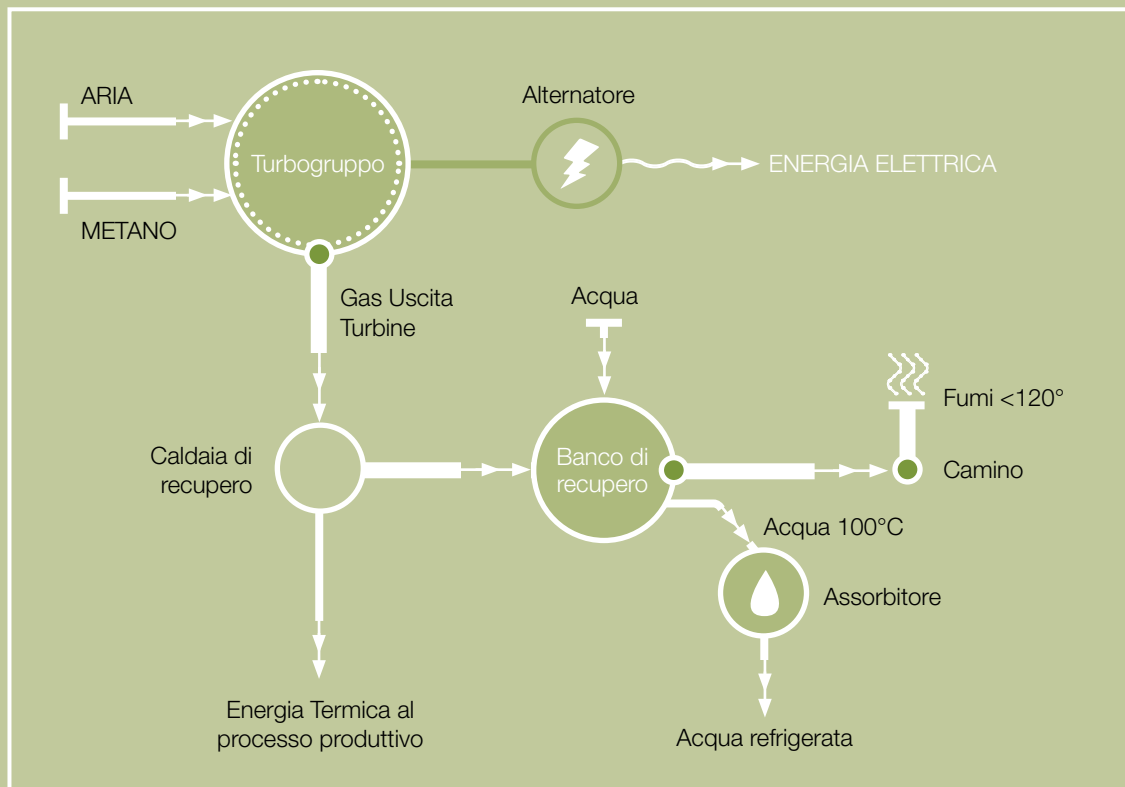 ARIA
Alternatore
Turbogruppo
ENERGIA ELETTRICA
METANO
Gas Uscita
Turbine
Acqua
Fumi <120°
Caldaia di
recupero
Banco di
recupero
Camino
Acqua 100°C
Assorbitore
Energia Termica al
processo produttivo
Acqua refrigerata